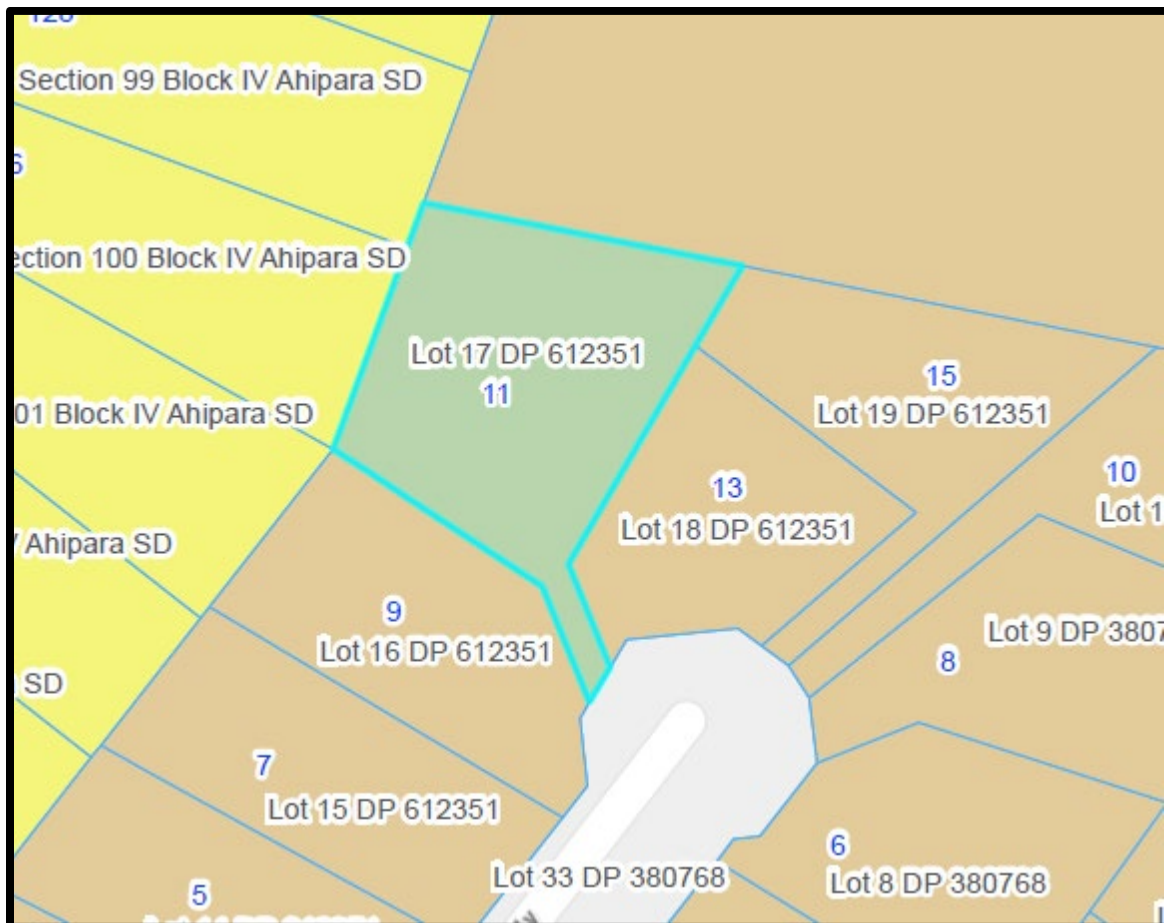 Section 99 Block IV Ahipara SD
6
ection 100 Block IV Ahipara SD
Lot 17 DP 612351
11
15
Lot 19 DP 612351
01 Block IV Ahipara SD
10
Lot 1
13
Lot 18 DP 612351
Ahipara SD
9
Lot 16 DP 612351
Lot 9 DP 3807
8
SD
7
Lot 15 DP 612351
6
Lot 8 DP 380768
Lot 33 DP 380768
5